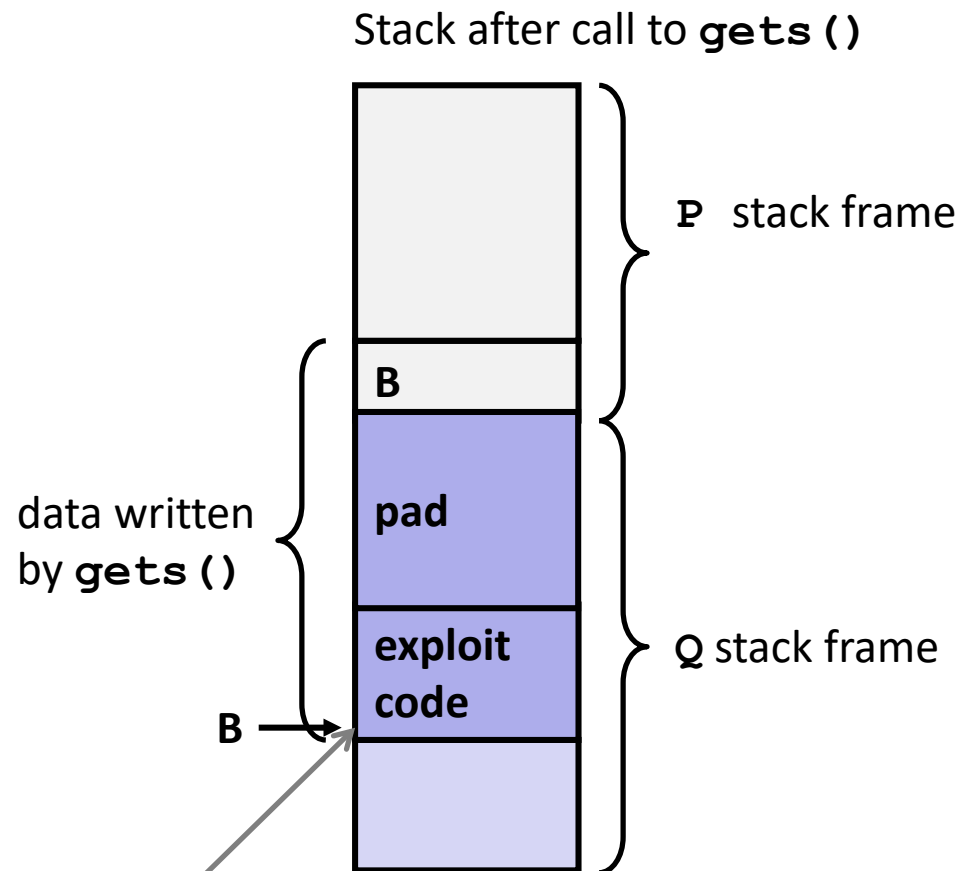 Stack after call to gets()
P stack frame
B
data written
by gets()
pad
exploit
code
Q stack frame
B